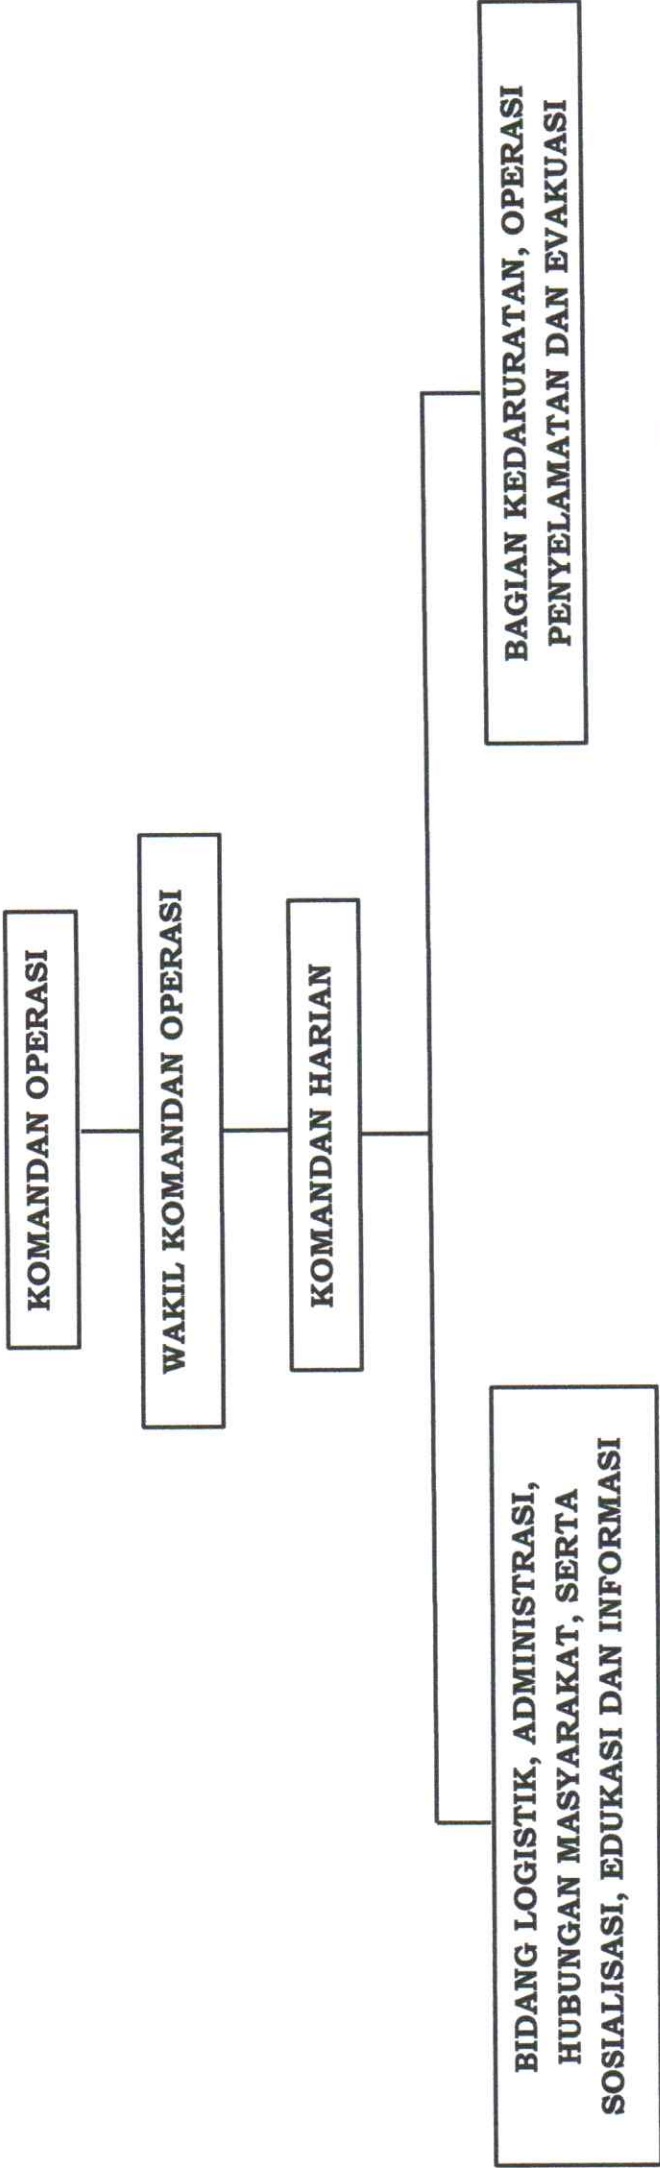 KOMANDAN OPERASI
WAKIL KOMANDAN OPERASI
KOMANDAN HARIAN
BIDANG LOGISTIK, ADMINISTRASI,
HUBUNGAN MASYARAKAT, SERTA
SOSIALISASI, EDUKASI DAN INFORMASI
BAGIAN KEDARURATAN, OPERASI
PENYELAMATAN DAN EVAKUASI